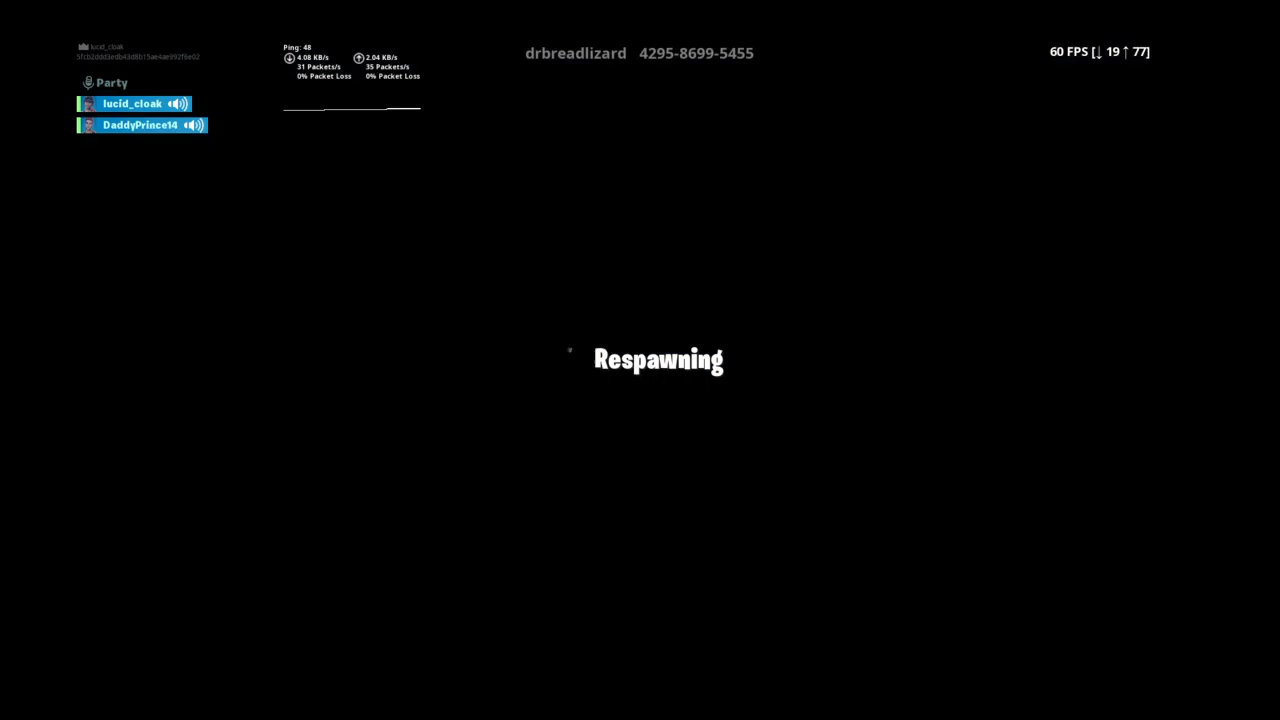 lucid_cloak
Party
lucid_cloak
DaddyPrince14
Ping: 48
4.08 KB/s 2.04 KB/s
31 Packets/s 35 Packets/s
0% Packet Loss 0% Packet Loss
drbreadlizard 4295-8699-5455
60 FPS [↓ 19 ↑ 77]
Respawning